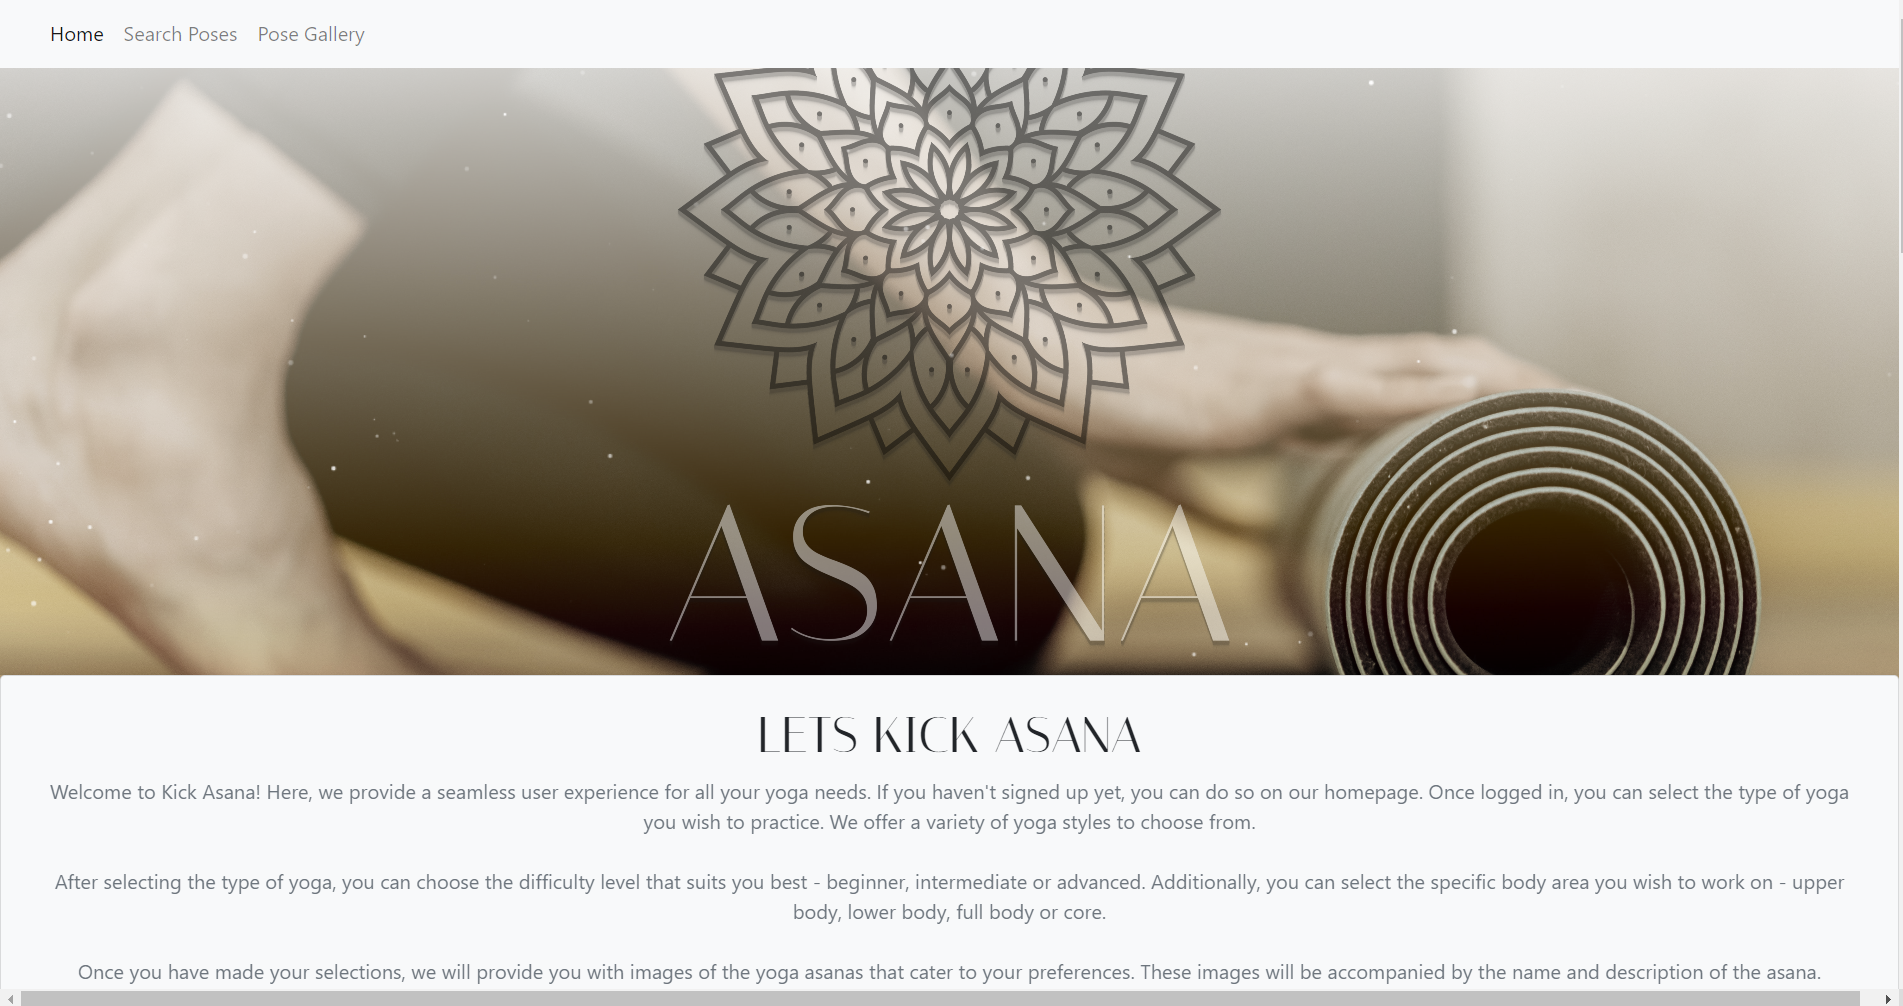 Home Search Poses Pose Gallery
ASANA
LETS KICK ASANA
Welcome to Kick Asana! Here, we provide a seamless user experience for all your yoga needs. If you haven't signed up yet, you can do so on our homepage. Once logged in, you can select the type of yoga
you wish to practice. We offer a variety of yoga styles to choose from.
After selecting the type of yoga, you can choose the difficulty level that suits you best - beginner, intermediate or advanced. Additionally, you can select the specific body area you wish to work on - upper
body, lower body, full body or core.
Once you have made your selections, we will provide you with images of the yoga asanas that cater to your preferences. These images will be accompanied by the name and description of the asana.